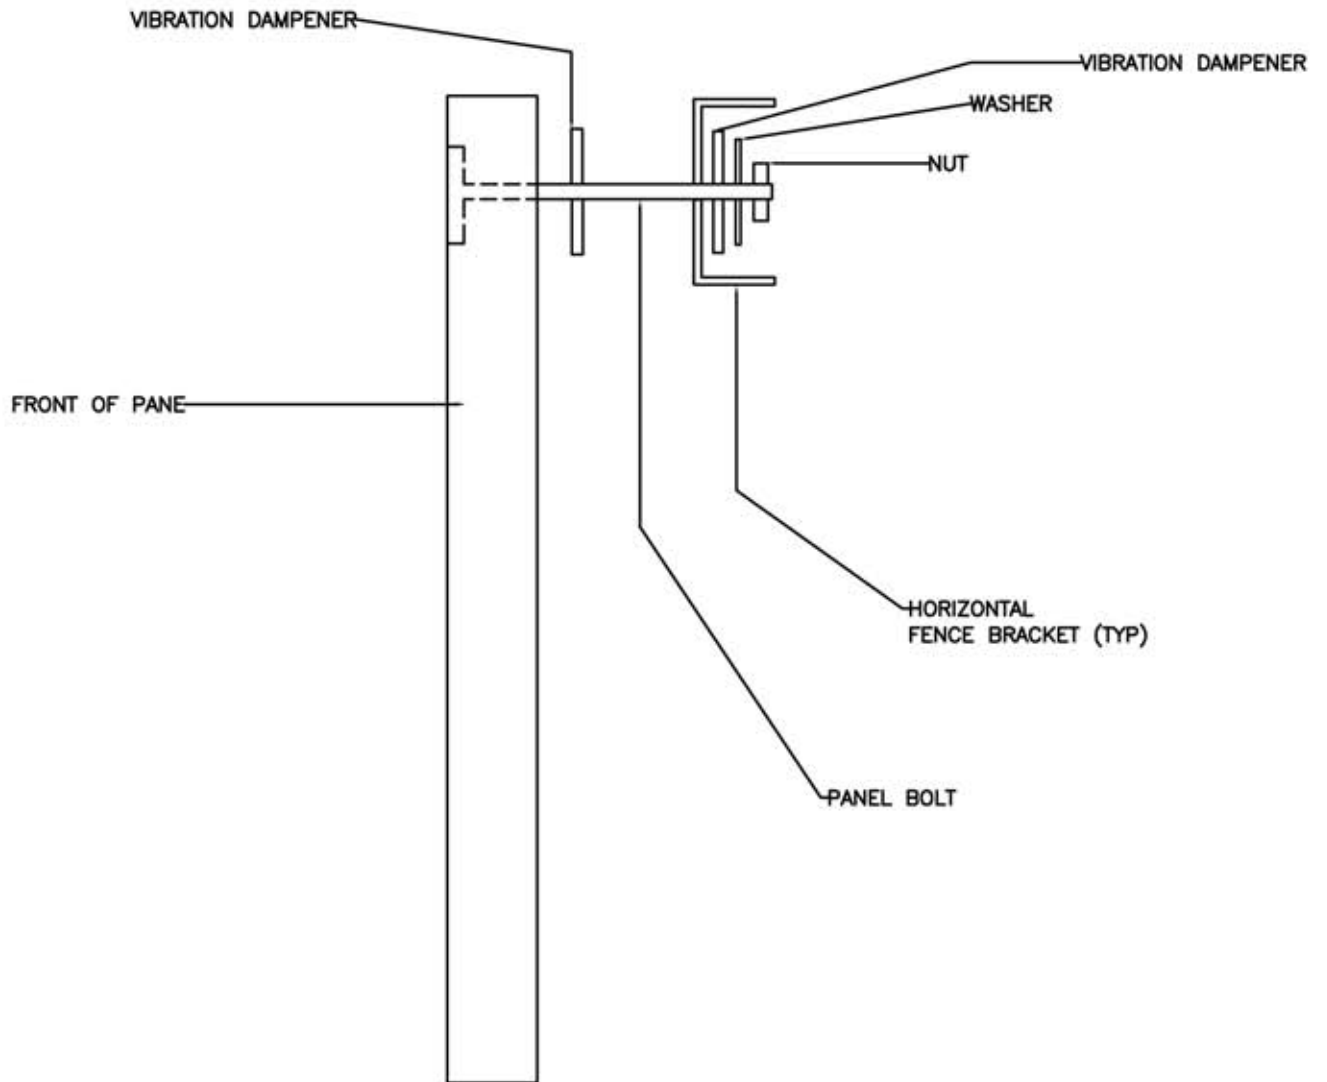 VIBRATION DAMPENER
VIBRATION DAMPENER
WASHER
NUT
FRONT OF PANE
HORIZONTAL
FENCE BRACKET (TYP)
PANEL BOLT